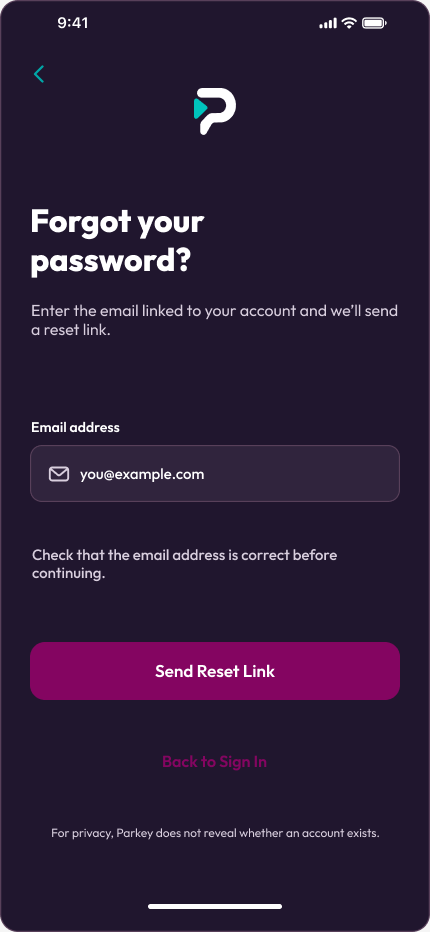 9:41
Forgot your
password?
Enter the email linked to your account and we’ll send
a reset link.
Email address
you@example.com
Check that the email address is correct before
continuing.
Send Reset Link
Back to Sign In
For privacy, Parkey does not reveal whether an account exists.